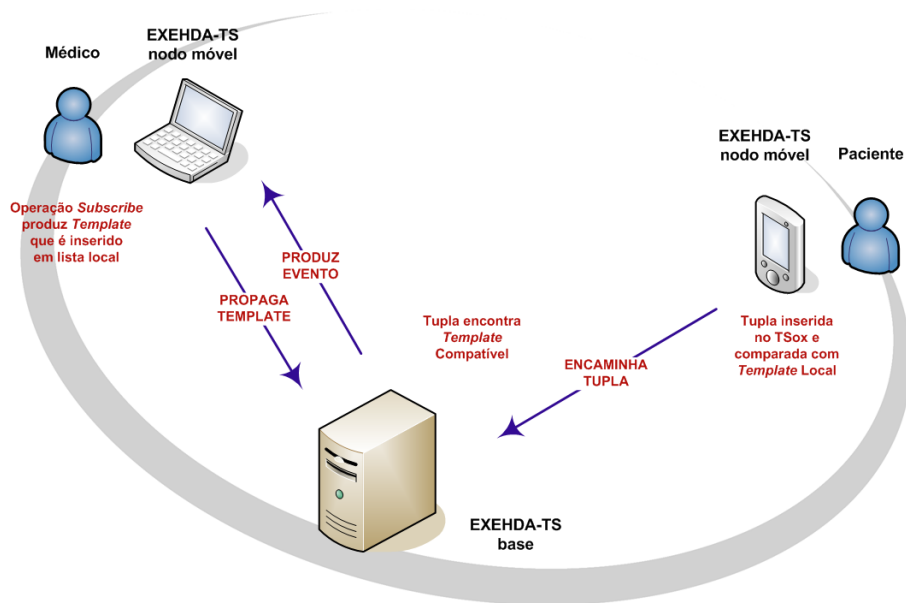 EXEHDA-TS
nodo móvel
Médico
Operação Subscribe
produz Template
que é inserido
em lista local
PRODUZ
EVENTO
PROPAGA
TEMPLATE
Tupla encontra
Template
Compatível
ENCAMINHA
TUPLA
EXEHDA-TS
nodo móvel
Paciente
Tupla inserida
no TSox e
comparada com
Template Local
EXEHDA-TS
base